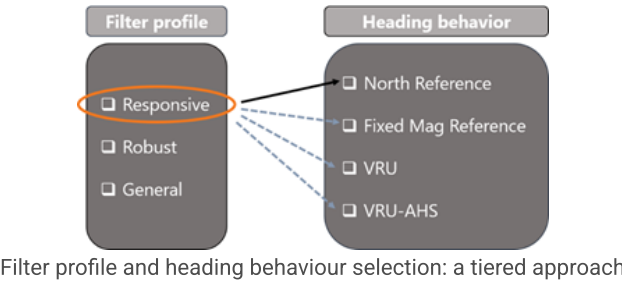 Filter profile
Heading behavior
Responsive
Robust
General
North Reference
Fixed Mag Reference
VRU
VRU-AHS
Filter profile and heading behaviour selection: a tiered approach